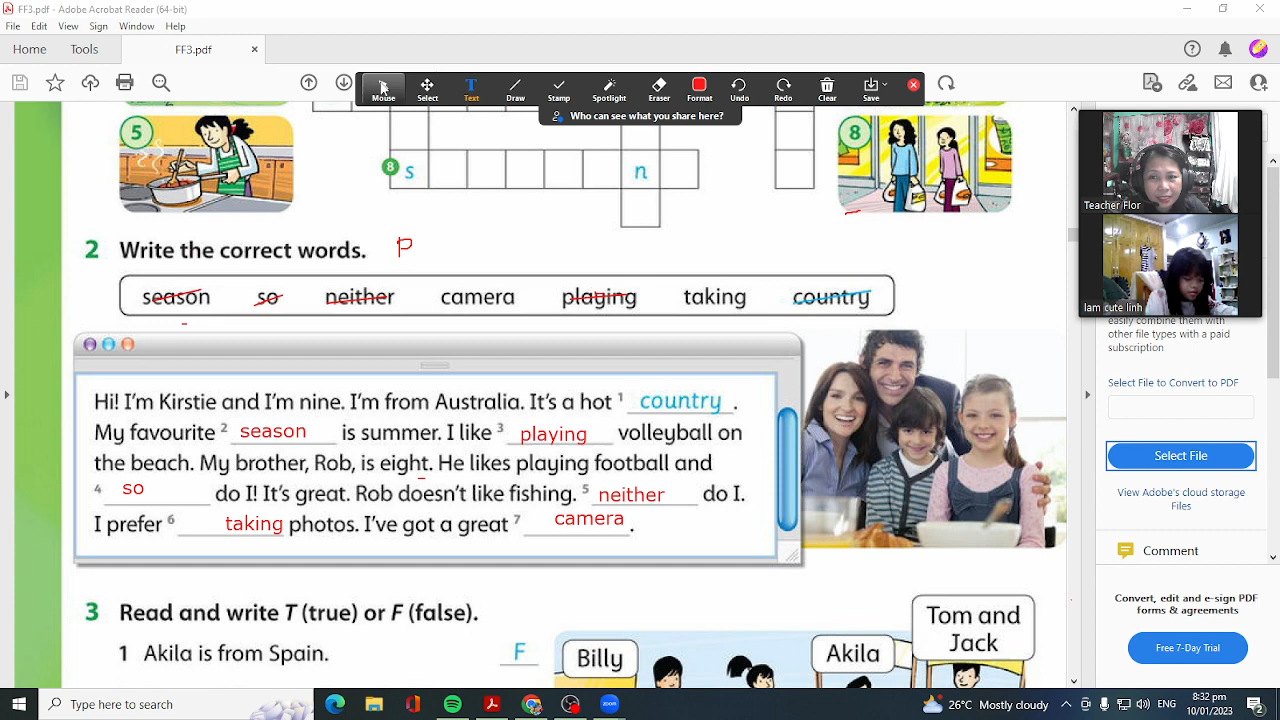 FF3.pdf - Adobe Acrobat Reader (64-bit)
File Edit View Sign Window Help
Home Tools FF3.pdf
Mouse Select Text Draw Stamp Spotlight Eraser Format Undo Redo Clear Save
Who can see what you share here?
5
8
8 s n
Teacher Flor
2 Write the correct words. P
season so neither camera playing taking country
Iam cute linh
easily combine them with
other file types with a paid
subscription
Select File to Convert to PDF
Select File
View Adobe's cloud storage
Files
Comment
Convert, edit and e-sign PDF
forms & agreements
Free 7-Day Trial
Hi! I'm Kirstie and I'm nine. I'm from Australia. It's a hot 1 country.
My favourite 2 season is summer. I like 3 playing volleyball on
the beach. My brother, Rob, is eight. He likes playing football and
4 so do I! It's great. Rob doesn't like fishing. 5 neither do I.
I prefer 6 taking photos. I've got a great 7 camera.
3 Read and write T (true) or F (false).
1 Akila is from Spain. F
Billy
Akila
Tom and
Jack
Type here to search
zoom
26°C Mostly cloudy
ENG
8:32 pm
10/01/2023